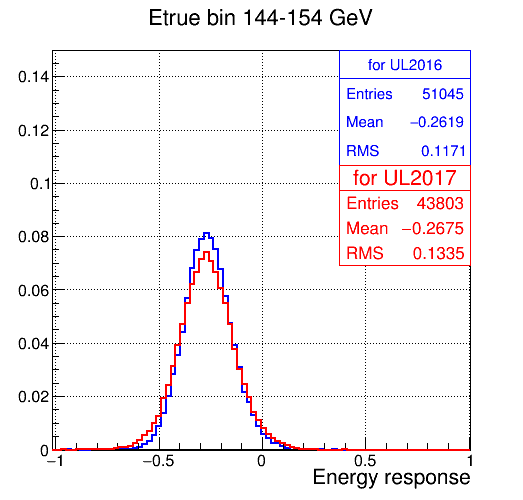 Etrue bin 144-154 GeV
for UL2016
Entries 51045
Mean −0.2619
RMS 0.1171
for UL2017
Entries 43803
Mean −0.2675
RMS 0.1335
0.14
0.12
0.1
0.08
0.06
0.04
0.02
0
−1 −0.5 0 0.5 1
Energy response